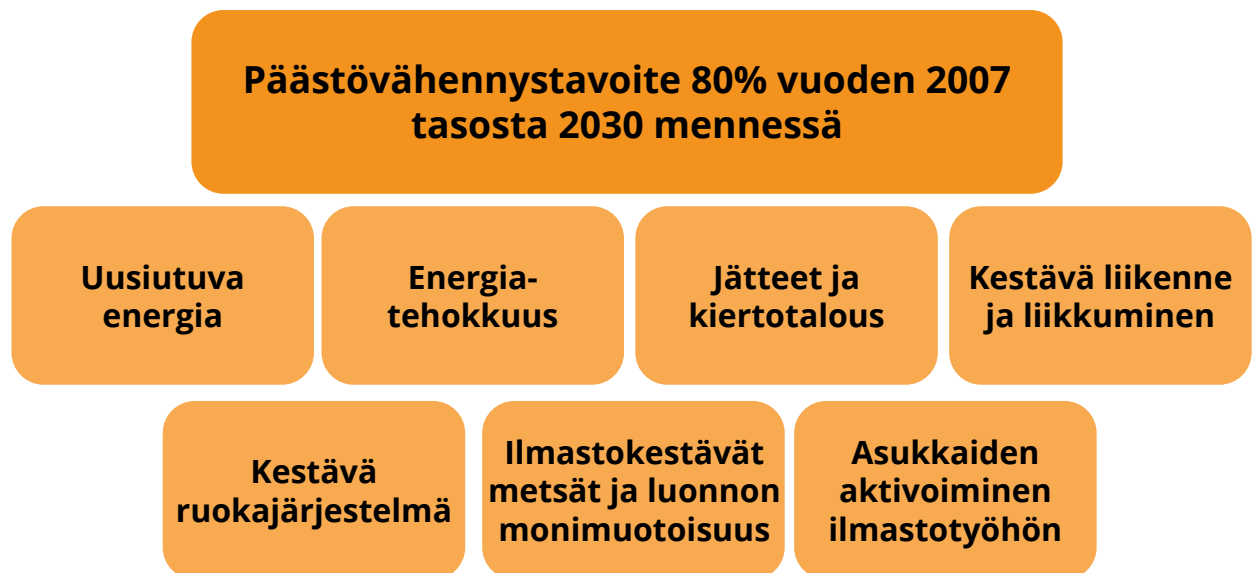 Päästövähennystavoite 80% vuoden 2007
tasosta 2030 mennessä
Uusiutuva
energia
Energia-
tehokkuus
Jätteet ja
kiertotalous
Kestävä liikenne
ja liikkuminen
Kestävä
ruokajärjestelmä
Ilmastokestävät
metsät ja luonnon
monimuotoisuus
Asukkaiden
aktivoiminen
ilmastotyöhön